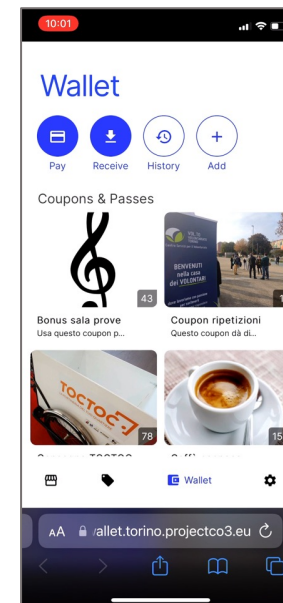 10:01
Wallet
Pay Receive History Add
Coupons & Passes
43
BENVENUTI
nella casa
dei VOLONTARI
Bonus sala prove Coupon ripetizioni
Usa questo coupon p... Questo coupon dà di...
TOCTOC
78
15
Wallet
AA /allet.torino.projectco3.eu